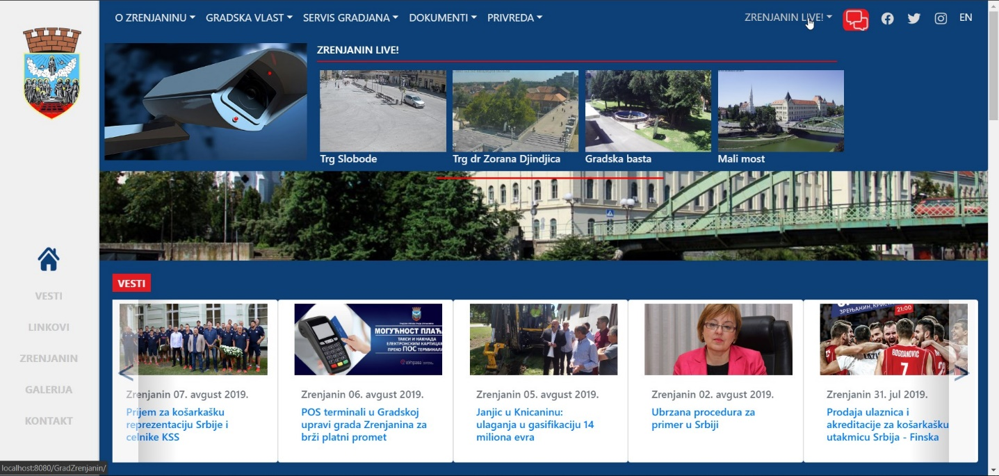 O ZRENJANINU GRADSKA VLAST SERVIS GRADJANA DOKUMENTI PRIVREDA ZRENJANIN LIVE! EN
ZRENJANIN LIVE!
Trg Slobode
Trg dr Zorana Djindjica
Gradska basta
Mali most
VESTI
LINKOVI
ZRENJANIN
GALERIJA
KONTAKT
VESTI
МОГУЋНОСТ ПЛАЋ
ТАКСИ И НАКНАДА
ЕЛЕКТРОНСКИМ КАРТИЦАМ
ПРЕКО ПОС ТЕРМИНАЛА
ЗРЕЊАНИН, КРИСТ
21:00
BOGDANOVIĆ
7
Zrenjanin 07. avgust 2019.
Prijem za košarkašku
reprezentaciju Srbije i
celnike KSS
Zrenjanin 06. avgust 2019.
POS terminali u Gradskoj
upravi grada Zrenjanina za
brži platni promet
Zrenjanin 05. avgust 2019.
Janjic u Knicaninu:
ulaganja u gasifikaciju 14
miliona evra
Zrenjanin 02. avgust 2019.
Ubrzana procedura za
primer u Srbiji
Zrenjanin 31. jul 2019.
Prodaja ulaznica i
akreditacije za košarkašku
utakmicu Srbija - Finska
localhost:8080/GradZrenjanin/